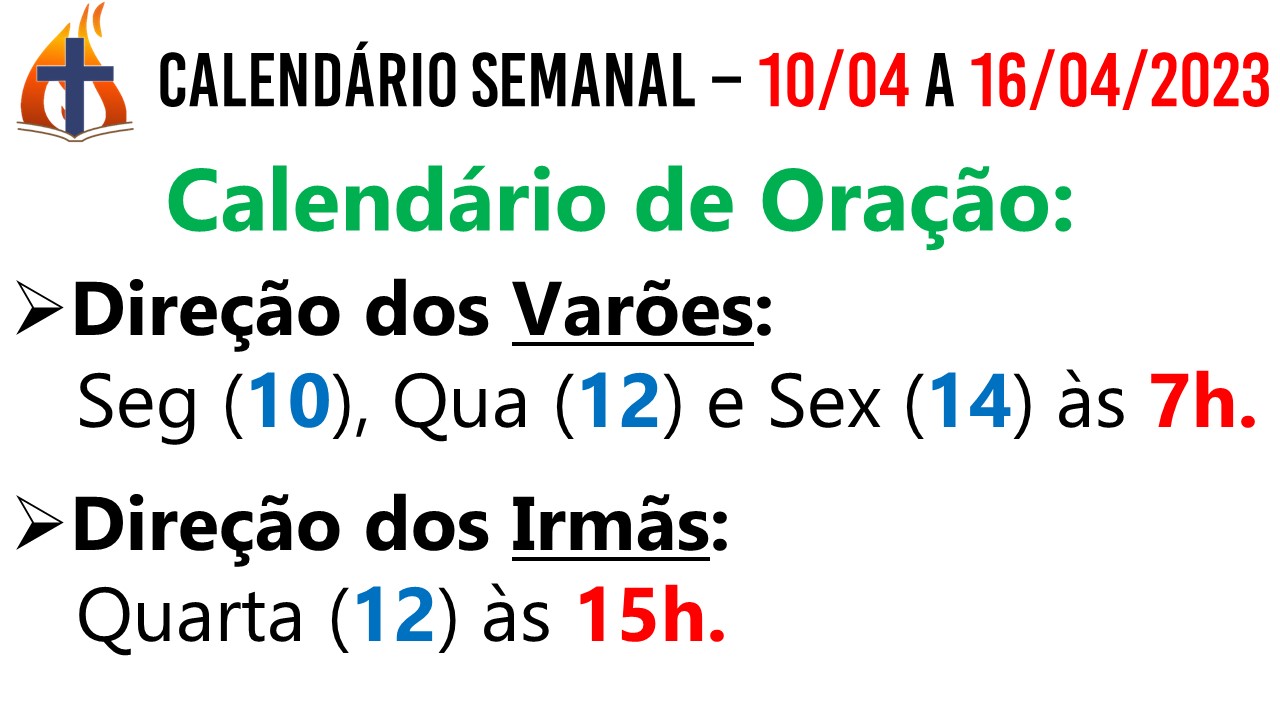 CALENDÁRIO SEMANAL – 10/04 A 16/04/2023
Calendário de Oração:
➢Direção dos Varões:
Seg (10), Qua (12) e Sex (14) às 7h.
➢Direção dos Irmãs:
Quarta (12) às 15h.